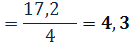 = 17,2 / 4 = 4, 3